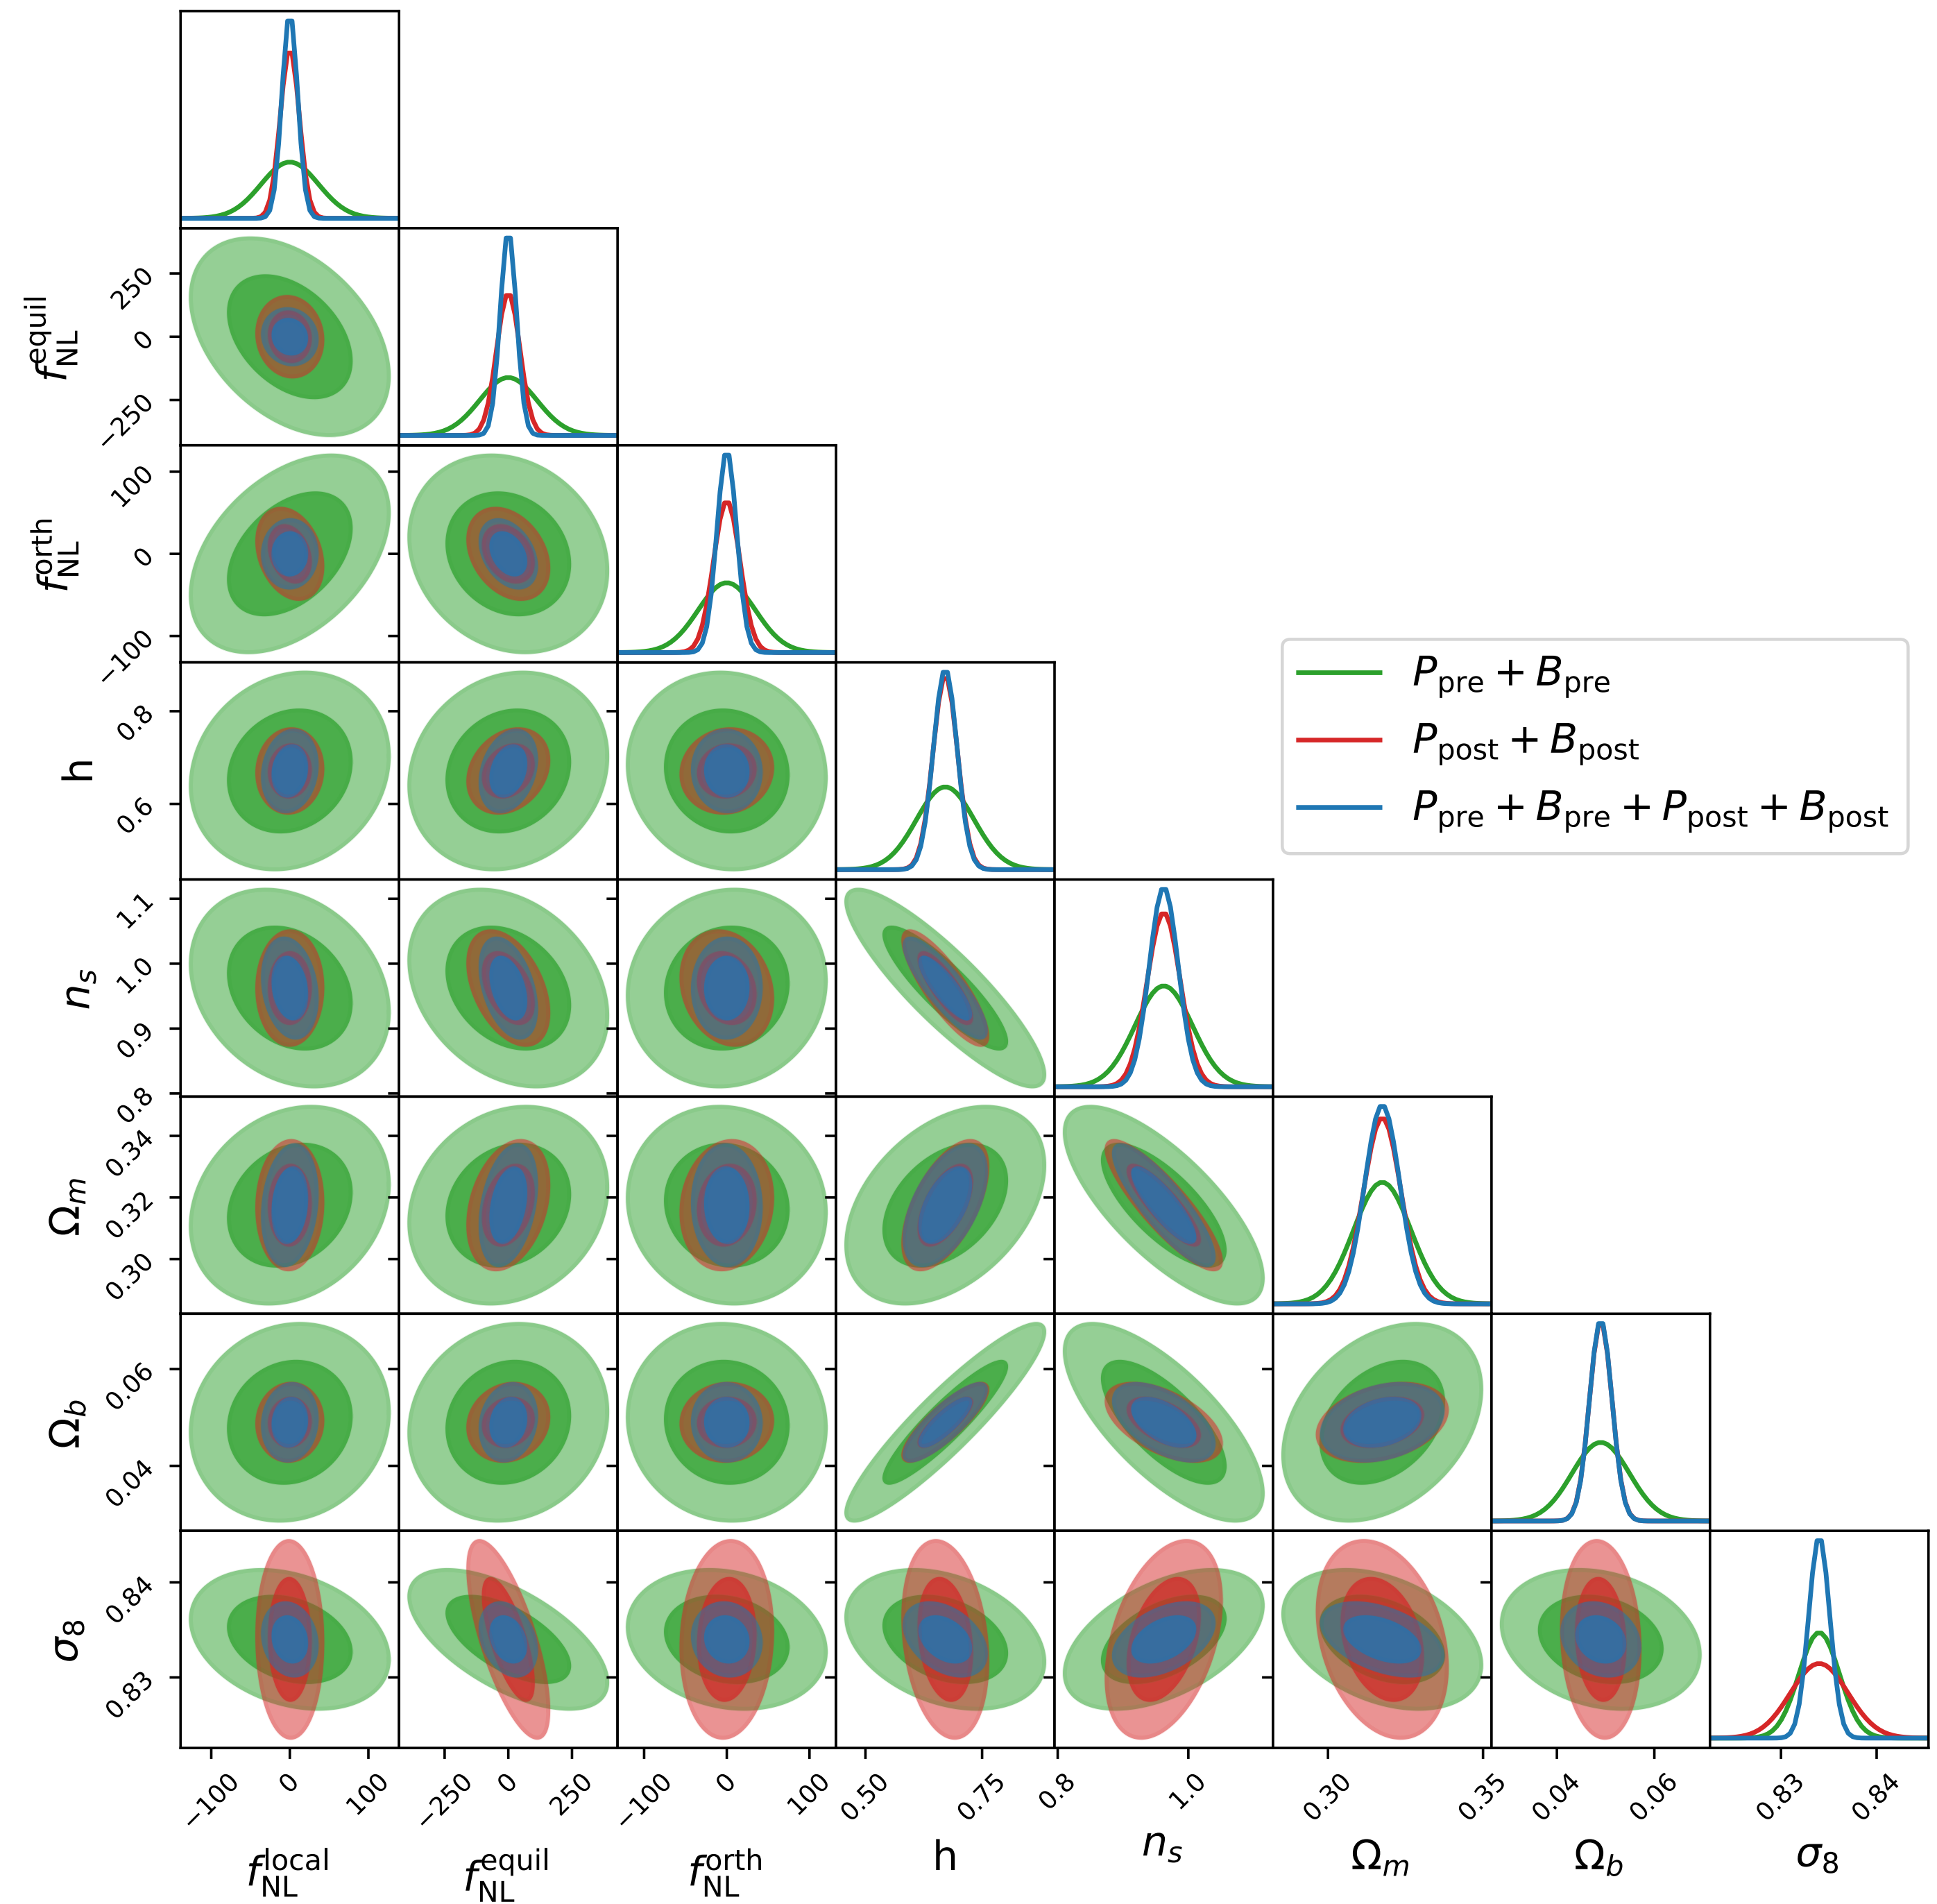 250
0
−250
f_NL^equil
100
0
−100
f_NL^orth
P_pre + B_pre
P_post + B_post
P_pre + B_pre + P_post + B_post
0.8
0.6
h
1.1
1.0
0.9
0.8
n_s
0.34
0.32
0.30
Ω_m
0.06
0.04
Ω_b
0.84
0.83
σ_8
−100 0 100 −250 0 250 −100 0 100 0.50 0.75 0.8 1.0 0.30 0.35 0.04 0.06 0.83 0.84
f_NL^local f_NL^equil f_NL^orth h n_s Ω_m Ω_b σ_8